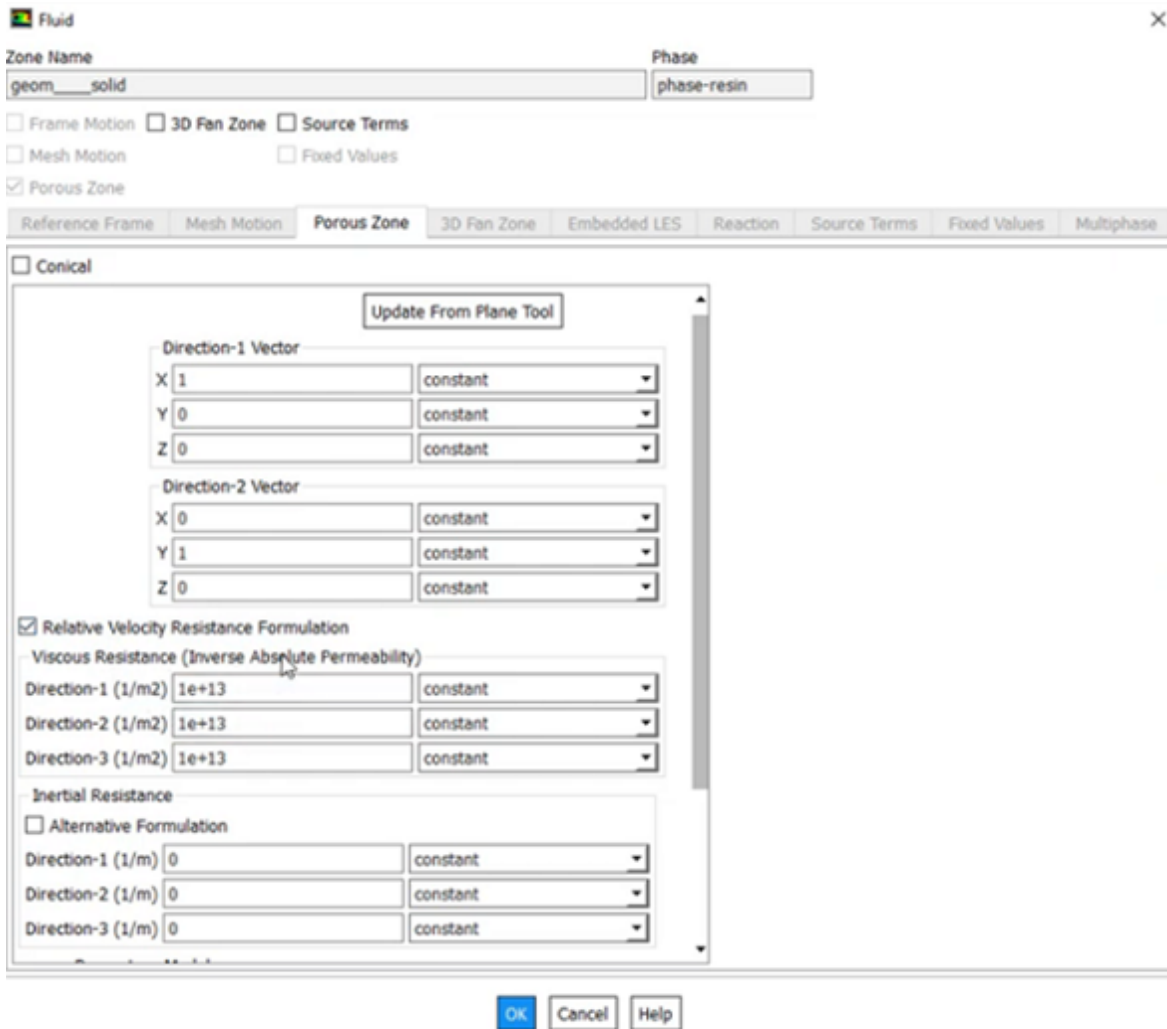 Fluid
Zone Name Phase
geom____solid phase-resin
Frame Motion 3D Fan Zone Source Terms
Mesh Motion Fixed Values
Porous Zone
Reference Frame Mesh Motion Porous Zone 3D Fan Zone Embedded LES Reaction Source Terms Fixed Values Multiphase
Conical
Update From Plane Tool
Direction-1 Vector
X 1 constant
Y 0 constant
Z 0 constant
Direction-2 Vector
X 0 constant
Y 1 constant
Z 0 constant
Relative Velocity Resistance Formulation
Viscous Resistance (Inverse Absolute Permeability)
Direction-1 (1/m2) 1e+13 constant
Direction-2 (1/m2) 1e+13 constant
Direction-3 (1/m2) 1e+13 constant
Inertial Resistance
Alternative Formulation
Direction-1 (1/m) 0 constant
Direction-2 (1/m) 0 constant
Direction-3 (1/m) 0 constant
OK Cancel Help